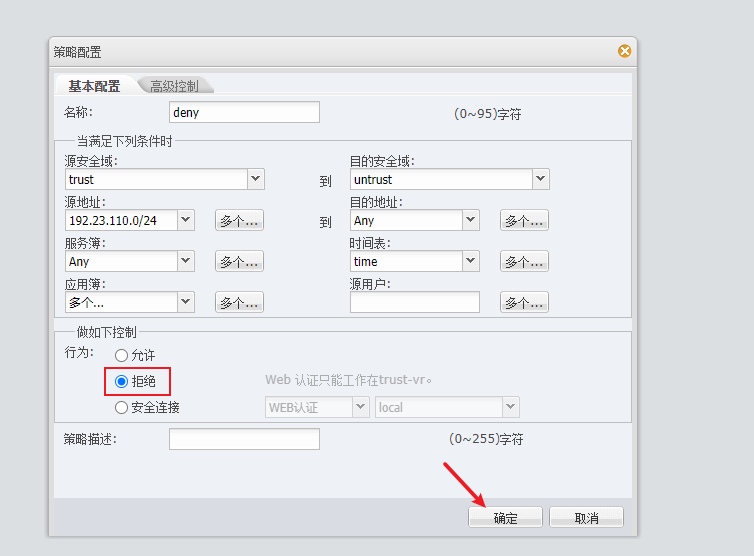 策略配置
基本配置 高级控制
名称: deny (0~95)字符
当满足下列条件时
源安全域: 目的安全域:
trust 到 untrust
源地址: 目的地址:
192.23.110.0/24 多个... 到 Any 多个...
服务簿: 时间表:
Any 多个... time 多个...
应用簿: 源用户:
多个... 多个... 多个...
做如下控制
行为: 允许
拒绝 Web 认证只能工作在trust-vr。
安全连接 WEB认证 local
策略描述: (0~255)字符
确定 取消